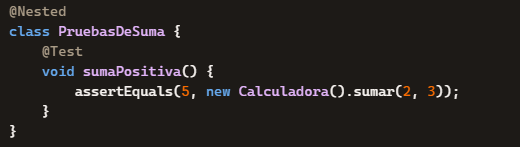 @Nested
class PruebasDeSuma {
    @Test
    void sumaPositiva() {
        assertEquals(5, new Calculadora().sumar(2, 3));
    }
}